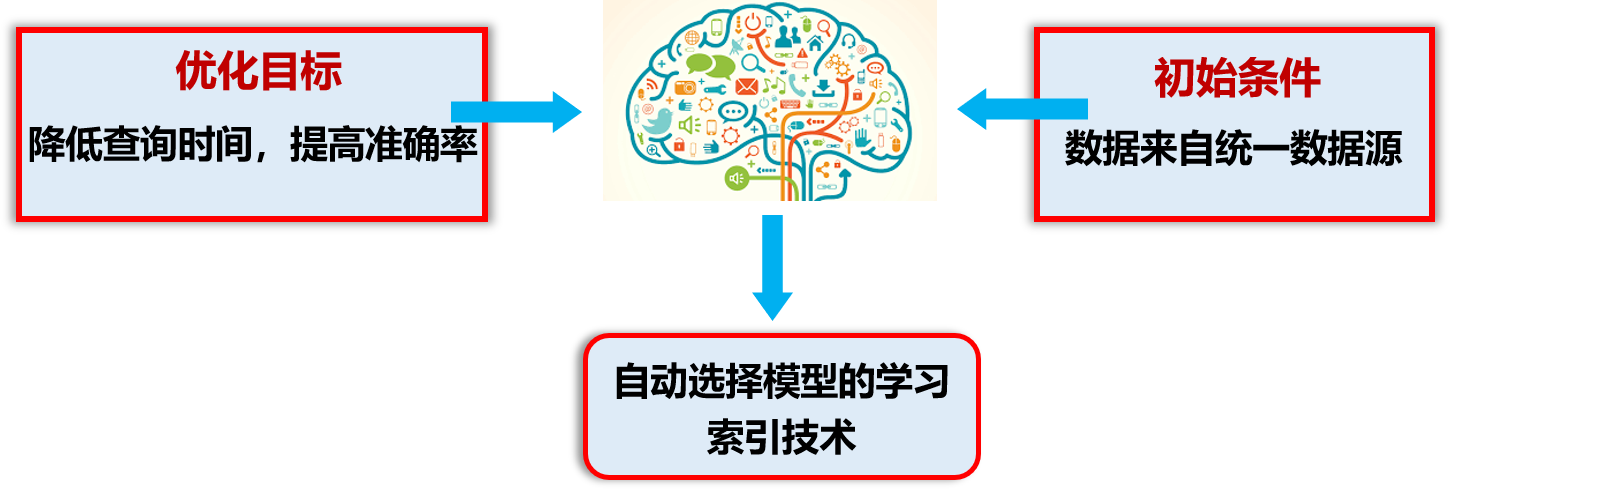 优化目标
降低查询时间，提高准确率
初始条件
数据来自统一数据源
自动选择模型的学习
索引技术